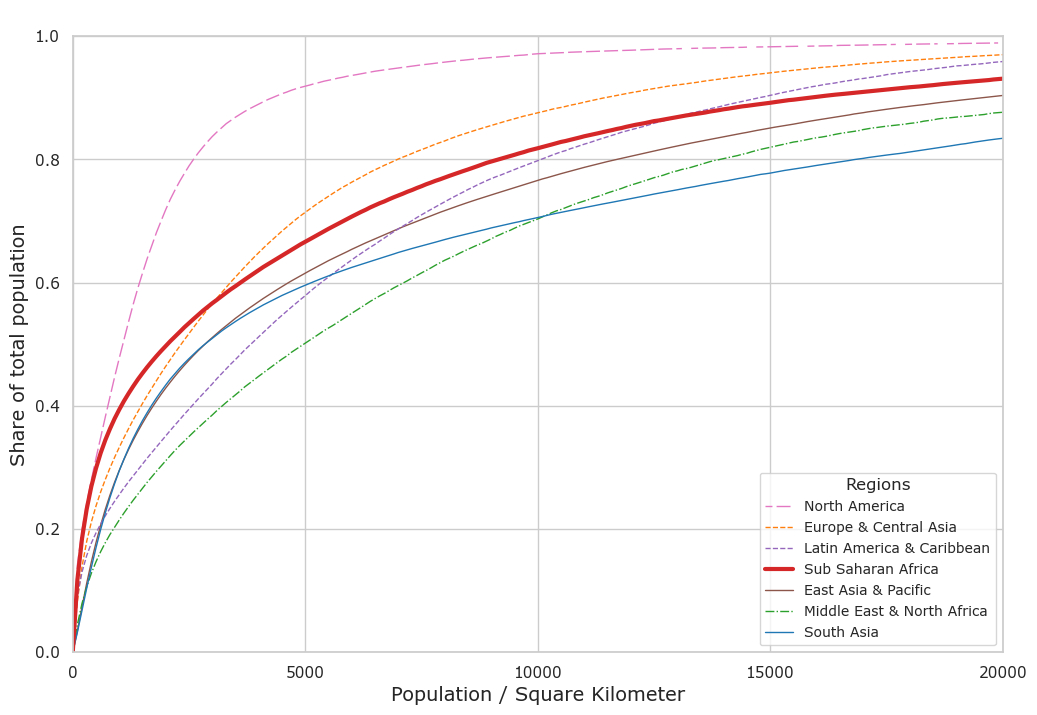 1.0
0.8
0.6
0.4
0.2
0.0
Share of total population
0 5000 10000 15000 20000
Population / Square Kilometer
Regions
North America
Europe & Central Asia
Latin America & Caribbean
Sub Saharan Africa
East Asia & Pacific
Middle East & North Africa
South Asia